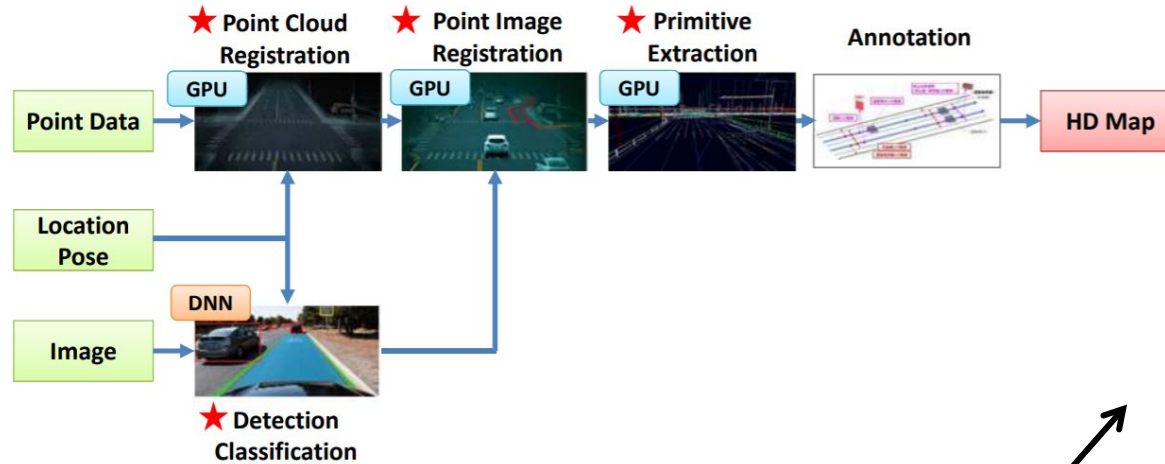 Point Cloud
Registration
Point Image
Registration
Primitive
Extraction
Annotation
GPU
GPU
GPU
Point Data
HD Map
Location
Pose
DNN
Image
Detection
Classification